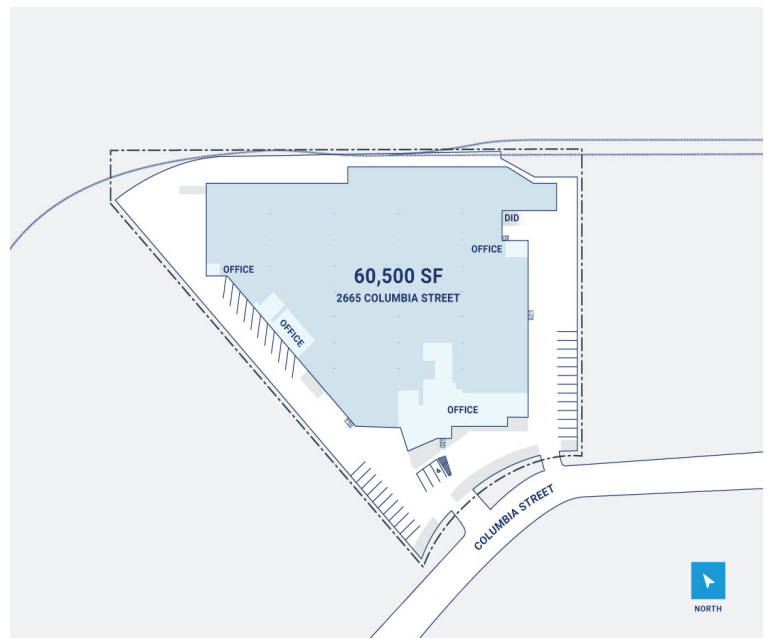 DID
OFFICE
OFFICE
60,500 SF
2665 COLUMBIA STREET
OFFICE
OFFICE
COLUMBIA STREET
NORTH